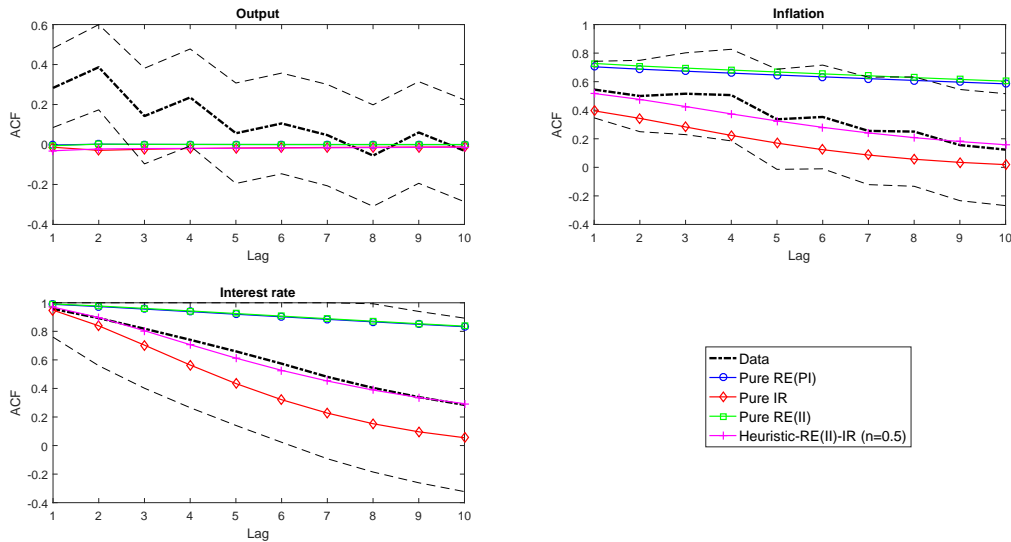 Output
0.6
0.4
0.2
0
-0.2
-0.4
ACF
1 2 3 4 5 6 7 8 9 10
Lag
Inflation
1
0.8
0.6
0.4
0.2
0
-0.2
-0.4
ACF
1 2 3 4 5 6 7 8 9 10
Lag
Interest rate
1
0.8
0.6
0.4
0.2
0
-0.2
-0.4
ACF
1 2 3 4 5 6 7 8 9 10
Lag
Data
Pure RE(PI)
Pure IR
Pure RE(II)
Heuristic-RE(II)-IR (n=0.5)